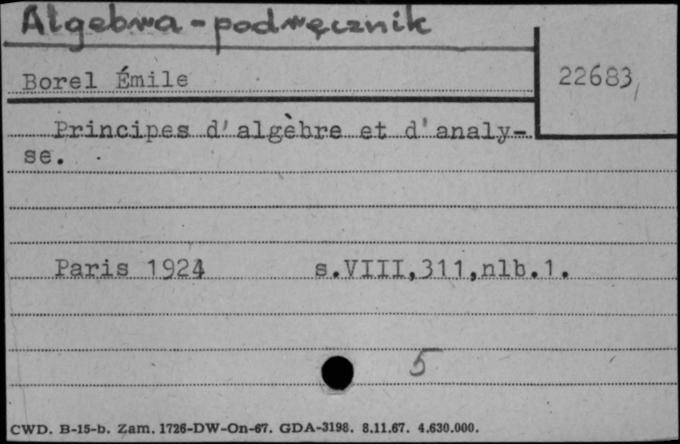 Algebra - podręcznik
Borel Émile
22683
Principes d'algèbre et d'analy-
se.
Paris 1924 s.VIII,311,nlb.1.
5
CWD. B-15-b. Zam. 1726-DW-On-67. GDA-3198. 8.11.67. 4.630.000.